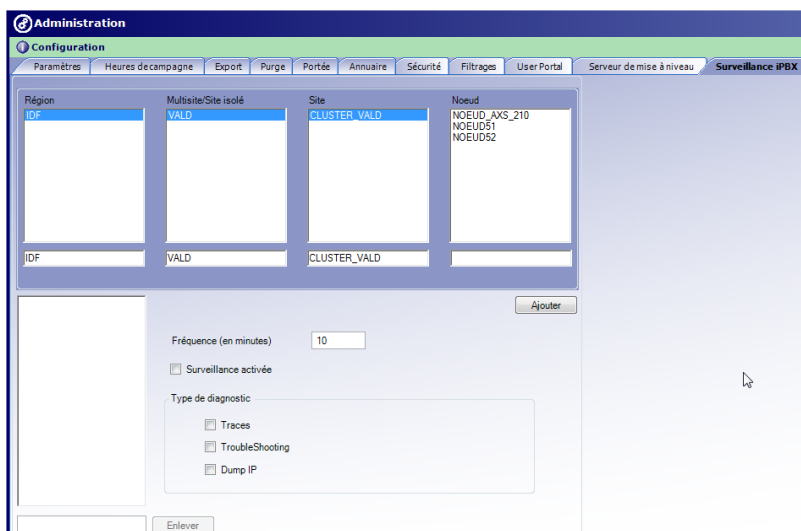 Administration
Configuration
Paramètres Heures de campagne Export Purge Portée Annuaire Sécurité Filtrages User Portal Serveur de mise à niveau Surveillance iPBX
Région Multisite/Site isolé Site Noeud
IDF VALD CLUSTER_VALD NOEUD_AXS_210
NOEUD51
NOEUD52
IDF VALD CLUSTER_VALD
Ajouter
Fréquence (en minutes) 10
Surveillance activée
Type de diagnostic
Traces
TroubleShooting
Dump IP
Enlever